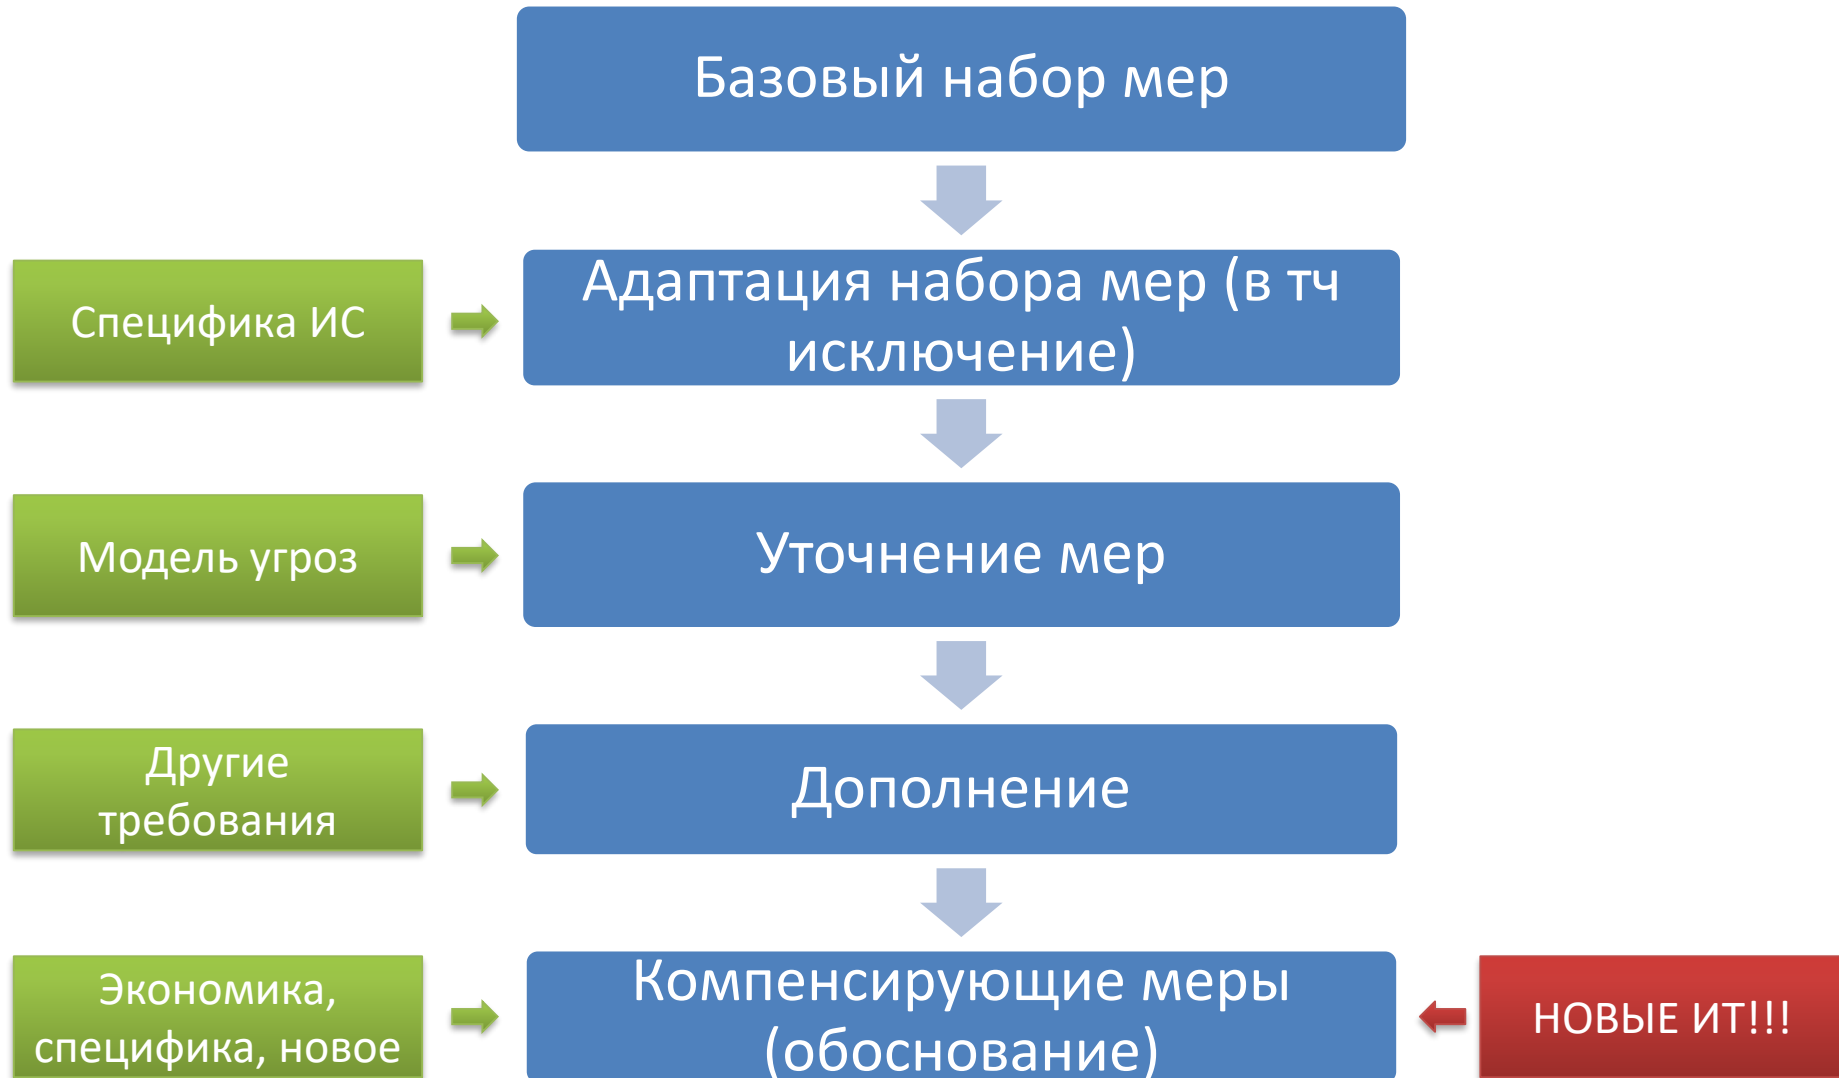 Базовый набор мер
Специфика ИС
Адаптация набора мер (в тч
исключение)
Модель угроз
Уточнение мер
Другие
требования
Дополнение
Экономика,
специфика, новое
Компенсирующие меры
(обоснование)
НОВЫЕ ИТ!!!